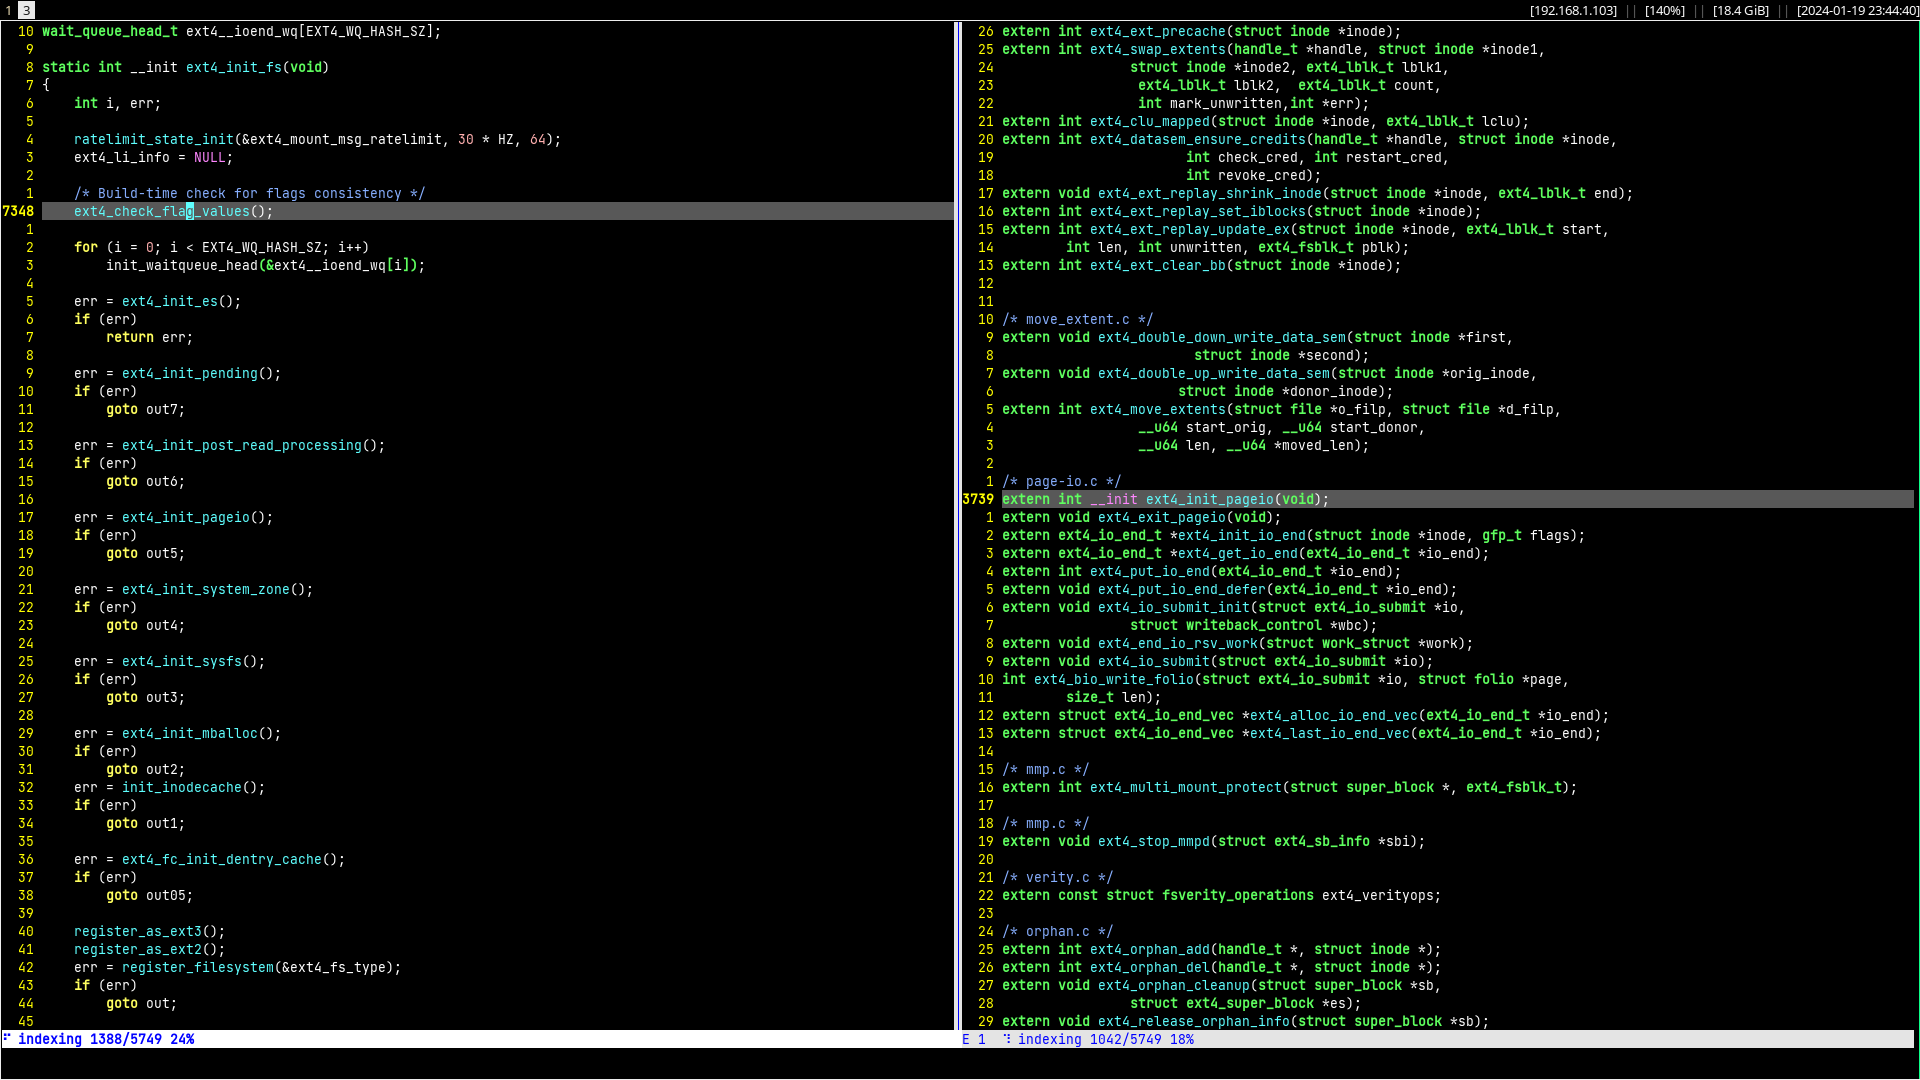 1 3 [192.168.1.103] || [140%] || [18.4 GiB] || [2024-01-19 23:44:40]
10 wait_queue_head_t ext4__ioend_wq[EXT4_WQ_HASH_SZ];
9
8 static int __init ext4_init_fs(void)
7 {
6     int i, err;
5
4     ratelimit_state_init(&ext4_mount_msg_ratelimit, 30 * HZ, 64);
3     ext4_li_info = NULL;
2
1     /* Build-time check for flags consistency */
7348     ext4_check_flag_values();
1
2     for (i = 0; i < EXT4_WQ_HASH_SZ; i++)
3         init_waitqueue_head(&ext4__ioend_wq[i]);
4
5     err = ext4_init_es();
6     if (err)
7         return err;
8
9     err = ext4_init_pending();
10     if (err)
11         goto out7;
12
13     err = ext4_init_post_read_processing();
14     if (err)
15         goto out6;
16
17     err = ext4_init_pageio();
18     if (err)
19         goto out5;
20
21     err = ext4_init_system_zone();
22     if (err)
23         goto out4;
24
25     err = ext4_init_sysfs();
26     if (err)
27         goto out3;
28
29     err = ext4_init_mballoc();
30     if (err)
31         goto out2;
32     err = init_inodecache();
33     if (err)
34         goto out1;
35
36     err = ext4_fc_init_dentry_cache();
37     if (err)
38         goto out05;
39
40     register_as_ext3();
41     register_as_ext2();
42     err = register_filesystem(&ext4_fs_type);
43     if (err)
44         goto out;
45
⠋ indexing 1388/5749 24%
26 extern int ext4_ext_precache(struct inode *inode);
25 extern int ext4_swap_extents(handle_t *handle, struct inode *inode1,
24                 struct inode *inode2, ext4_lblk_t lblk1,
23                  ext4_lblk_t lblk2,  ext4_lblk_t count,
22                  int mark_unwritten,int *err);
21 extern int ext4_clu_mapped(struct inode *inode, ext4_lblk_t lclu);
20 extern int ext4_datasem_ensure_credits(handle_t *handle, struct inode *inode,
19                        int check_cred, int restart_cred,
18                        int revoke_cred);
17 extern void ext4_ext_replay_shrink_inode(struct inode *inode, ext4_lblk_t end);
16 extern int ext4_ext_replay_set_iblocks(struct inode *inode);
15 extern int ext4_ext_replay_update_ex(struct inode *inode, ext4_lblk_t start,
14         int len, int unwritten, ext4_fsblk_t pblk);
13 extern int ext4_ext_clear_bb(struct inode *inode);
12
11
10 /* move_extent.c */
9 extern void ext4_double_down_write_data_sem(struct inode *first,
8                         struct inode *second);
7 extern void ext4_double_up_write_data_sem(struct inode *orig_inode,
6                       struct inode *donor_inode);
5 extern int ext4_move_extents(struct file *o_filp, struct file *d_filp,
4                  __u64 start_orig, __u64 start_donor,
3                  __u64 len, __u64 *moved_len);
2
1 /* page-io.c */
3739 extern int __init ext4_init_pageio(void);
1 extern void ext4_exit_pageio(void);
2 extern ext4_io_end_t *ext4_init_io_end(struct inode *inode, gfp_t flags);
3 extern ext4_io_end_t *ext4_get_io_end(ext4_io_end_t *io_end);
4 extern int ext4_put_io_end(ext4_io_end_t *io_end);
5 extern void ext4_put_io_end_defer(ext4_io_end_t *io_end);
6 extern void ext4_io_submit_init(struct ext4_io_submit *io,
7                 struct writeback_control *wbc);
8 extern void ext4_end_io_rsv_work(struct work_struct *work);
9 extern void ext4_io_submit(struct ext4_io_submit *io);
10 int ext4_bio_write_folio(struct ext4_io_submit *io, struct folio *page,
11         size_t len);
12 extern struct ext4_io_end_vec *ext4_alloc_io_end_vec(ext4_io_end_t *io_end);
13 extern struct ext4_io_end_vec *ext4_last_io_end_vec(ext4_io_end_t *io_end);
14
15 /* mmp.c */
16 extern int ext4_multi_mount_protect(struct super_block *, ext4_fsblk_t);
17
18 /* mmp.c */
19 extern void ext4_stop_mmpd(struct ext4_sb_info *sbi);
20
21 /* verity.c */
22 extern const struct fsverity_operations ext4_verityops;
23
24 /* orphan.c */
25 extern int ext4_orphan_add(handle_t *, struct inode *);
26 extern int ext4_orphan_del(handle_t *, struct inode *);
27 extern void ext4_orphan_cleanup(struct super_block *sb,
28                 struct ext4_super_block *es);
29 extern void ext4_release_orphan_info(struct super_block *sb);
E 1  ⠹ indexing 1042/5749 18%